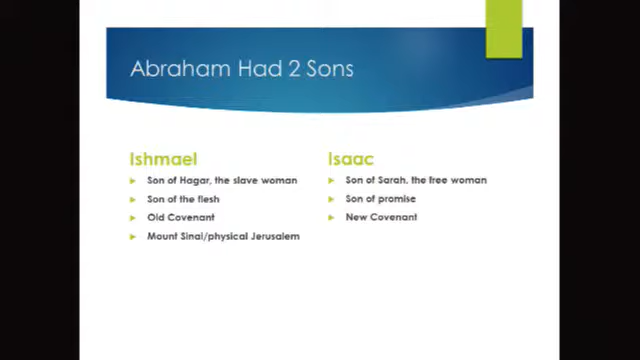 Abraham Had 2 Sons
Ishmael
Son of Hagar, the slave woman
Son of the flesh
Old Covenant
Mount Sinai/physical Jerusalem
Isaac
Son of Sarah, the free woman
Son of promise
New Covenant